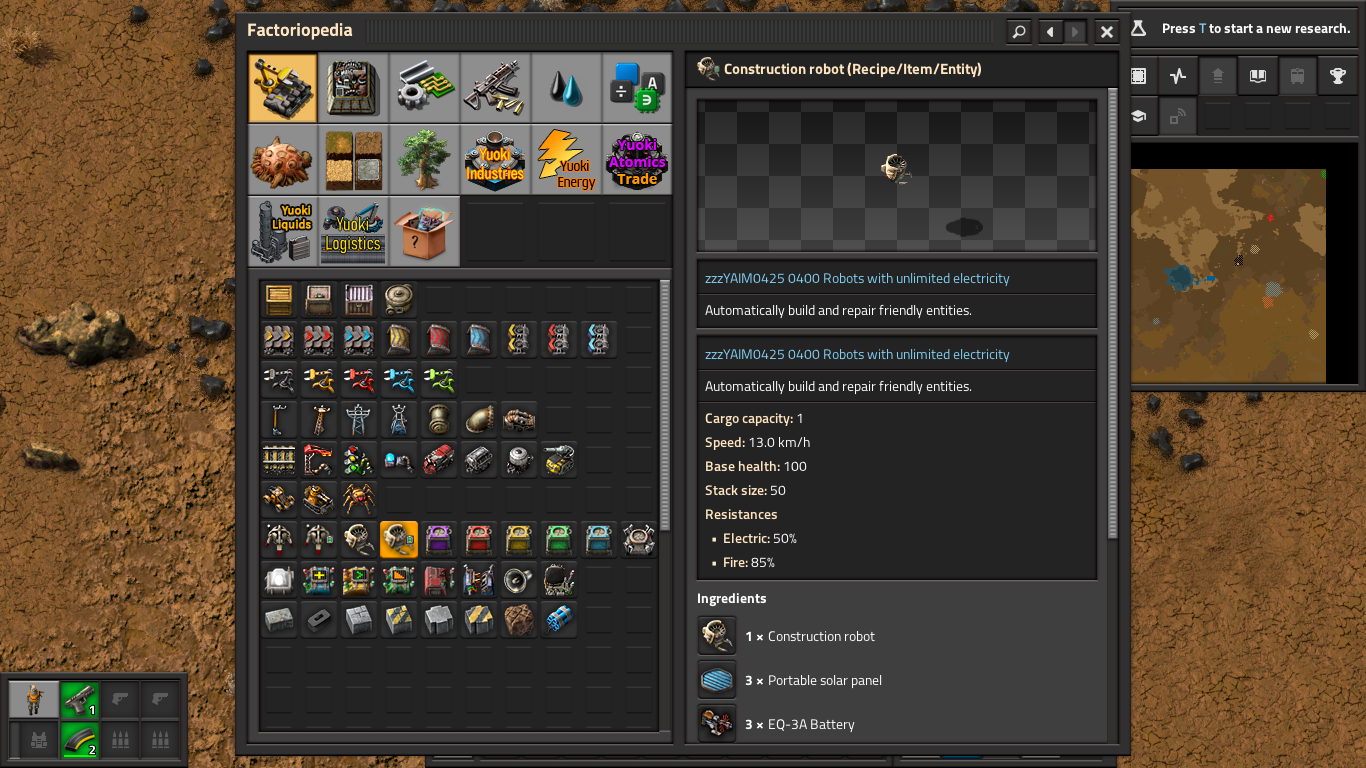 Factoriopedia
Press T to start a new research.
Construction robot (Recipe/Item/Entity)
A
Yuoki
Industries
Yuoki
Energy
Yuoki
Atomics
Trade
Yuoki
Liquids
Yuoki
Logistics
?
zzzYAIM0425 0400 Robots with unlimited electricity
Automatically build and repair friendly entities.
zzzYAIM0425 0400 Robots with unlimited electricity
Automatically build and repair friendly entities.
Cargo capacity: 1
Speed: 13.0 km/h
Base health: 100
Stack size: 50
Resistances
▪ Electric: 50%
▪ Fire: 85%
Ingredients
1 × Construction robot
3 × Portable solar panel
3 × EQ-3A Battery
1
2